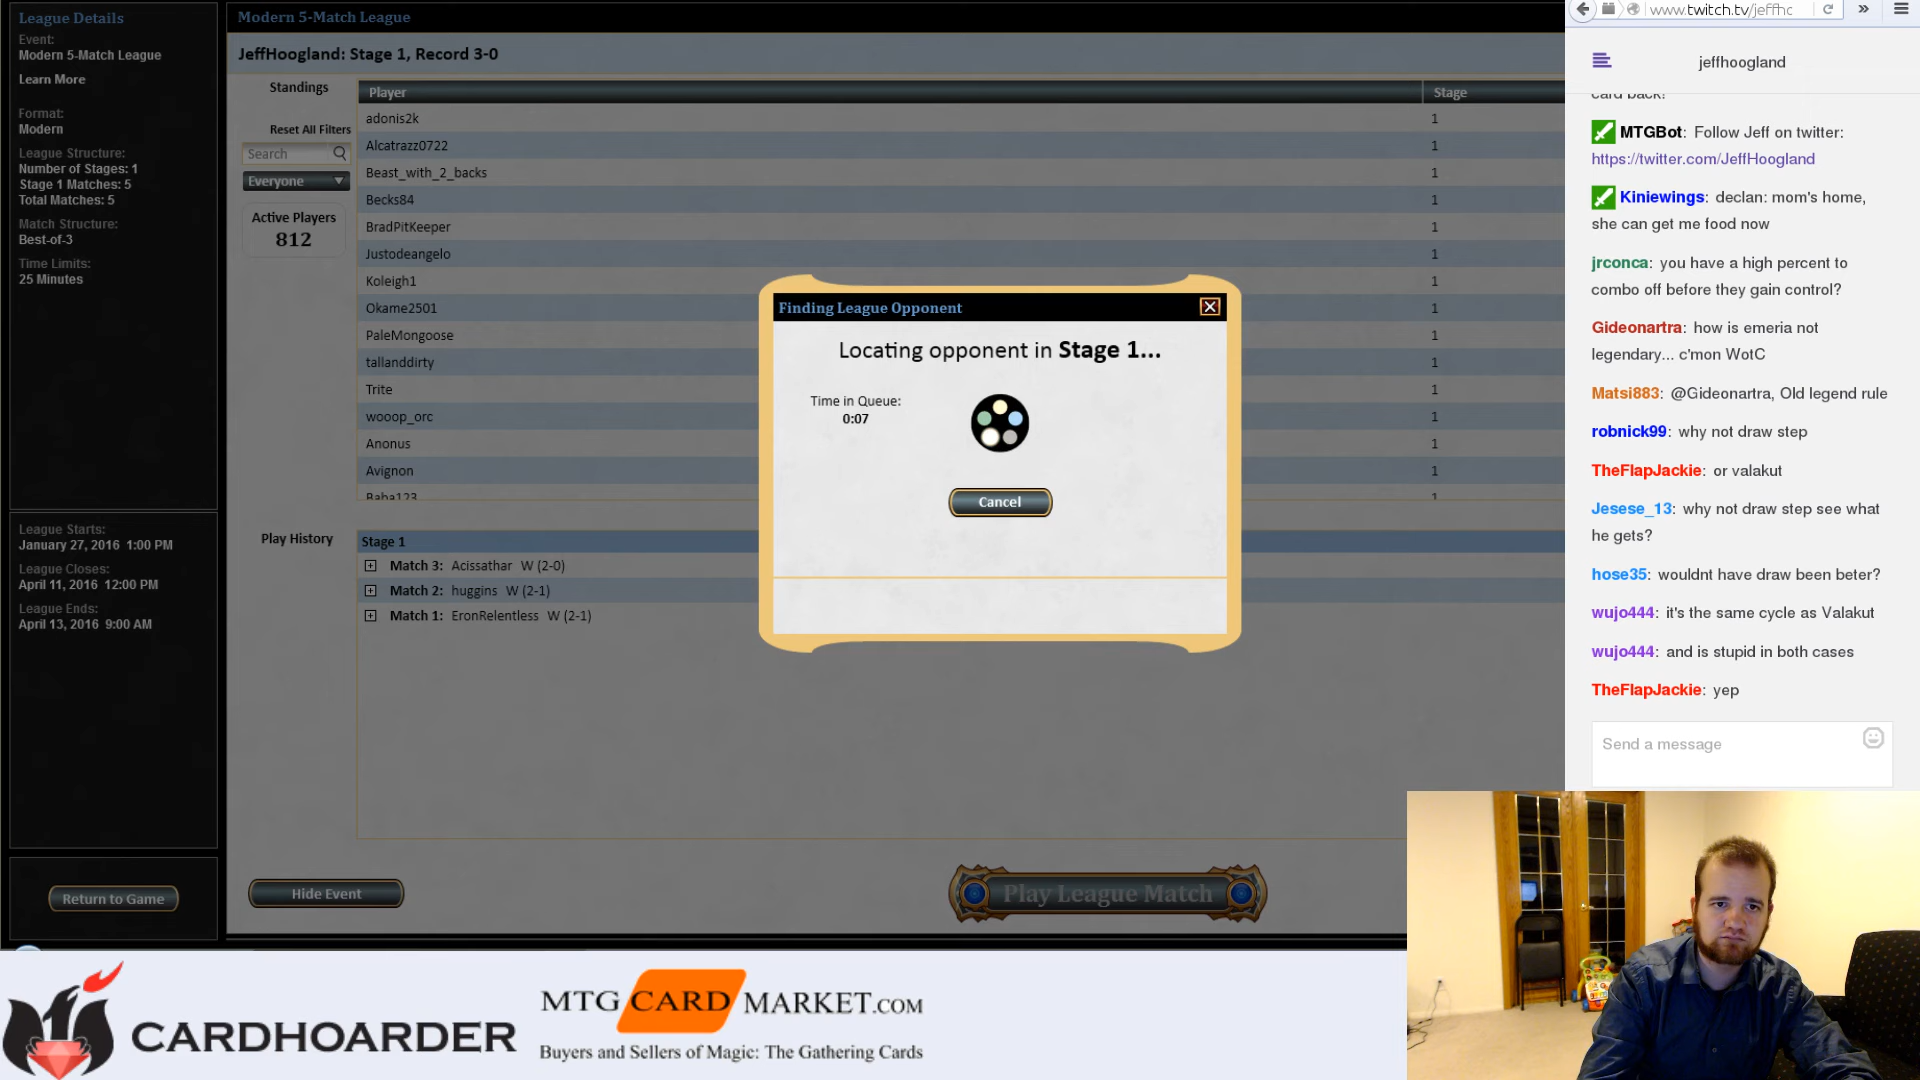 League Details
Event:
Modern 5-Match League
Learn More
Format:
Modern
League Structure:
Number of Stages: 1
Stage 1 Matches: 5
Total Matches: 5
Match Structure:
Best-of-3
Time Limits:
25 Minutes
League Starts:
January 27, 2016 1:00 PM
League Closes:
April 11, 2016 12:00 PM
League Ends:
April 13, 2016 9:00 AM
Return to Game
Modern 5-Match League
JeffHoogland: Stage 1, Record 3-0
Standings
Reset All Filters
Search
Everyone
Active Players
812
Player Stage
adonis2k 1
Alcatrazz0722 1
Beast_with_2_backs 1
Becks84 1
BradPitKeeper 1
Justodeangelo 1
Koleigh1 1
Okame2501 1
PaleMongoose 1
tallanddirty 1
Trite 1
wooop_orc 1
Anonus 1
Avignon 1
Baba123 1
Play History
Stage 1
Match 3: Acissathar W (2-0)
Match 2: huggins W (2-1)
Match 1: EronRelentless W (2-1)
Hide Event
Play League Match
Finding League Opponent
Locating opponent in Stage 1...
Time in Queue:
0:07
Cancel
www.twitch.tv/jeffhc
jeffhoogland
card back!
MTGBot: Follow Jeff on twitter:
https://twitter.com/JeffHoogland
Kiniewings: declan: mom's home,
she can get me food now
jrconca: you have a high percent to
combo off before they gain control?
Gideonartra: how is emeria not
legendary... c'mon WotC
Matsi883: @Gideonartra, Old legend rule
robnick99: why not draw step
TheFlapJackie: or valakut
Jesese_13: why not draw step see what
he gets?
hose35: wouldnt have draw been beter?
wujo444: it's the same cycle as Valakut
wujo444: and is stupid in both cases
TheFlapJackie: yep
Send a message
CARDHOARDER
MTG CARD MARKET.COM
Buyers and Sellers of Magic: The Gathering Cards